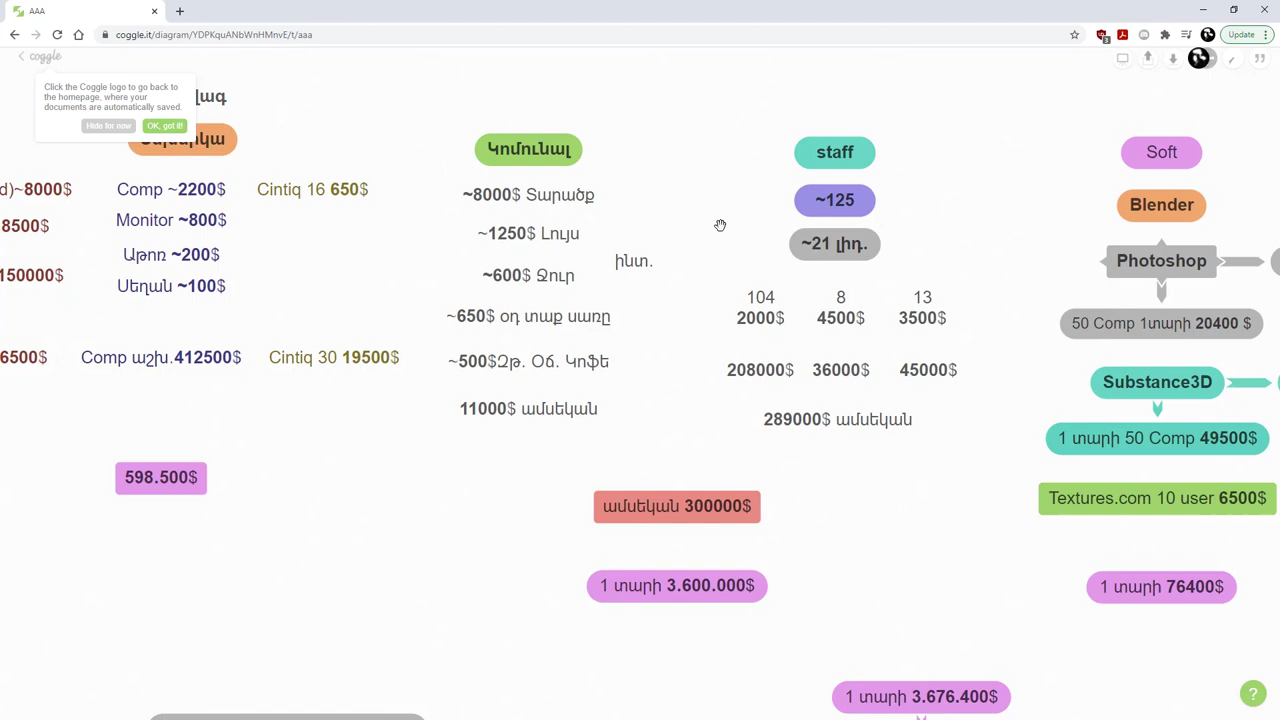 AAA
coggle.it/diagram/YDPKquANbWnHMnvE/t/aaa
Update
coggle
Click the Coggle logo to go back to
the homepage, where your
documents are automatically saved.
Hide for now
OK, got it!
d)~8000$
8500$
150000$
6500$
Comp ~2200$
Monitor ~800$
Աթոռ ~200$
Սեղան ~100$
Comp աշխ.412500$
Cintiq 16 650$
Cintiq 30 19500$
598.500$
Կոմունալ
~8000$ Տարածք
~1250$ Լույս
~600$ Ջուր
ինտ.
~650$ օդ տաք սառը
~500$Զթ. Օճ. Կոֆե
11000$ ամսեկան
staff
~125
~21 լիդ.
104 8 13
2000$ 4500$ 3500$
208000$ 36000$ 45000$
289000$ ամսեկան
ամսեկան 300000$
1 տարի 3.600.000$
Soft
Blender
Photoshop
50 Comp 1տարի 20400 $
Substance3D
1 տարի 50 Comp 49500$
Textures.com 10 user 6500$
1 տարի 76400$
1 տարի 3.676.400$
?